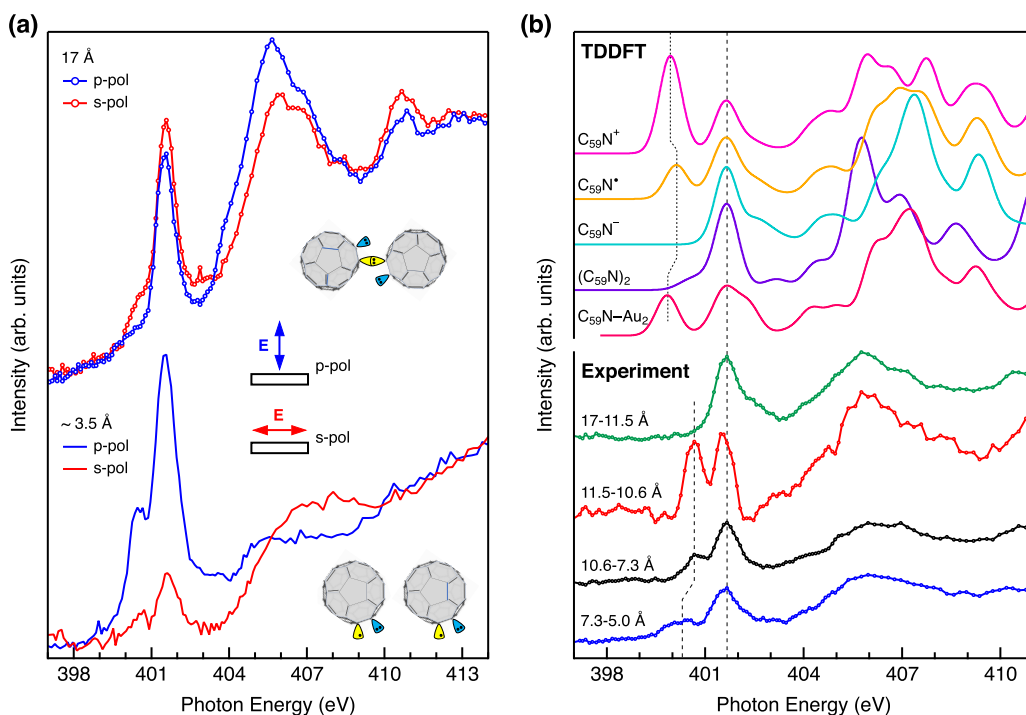 (a)
17 Å
p-pol
s-pol
E
p-pol
E
s-pol
~ 3.5 Å
p-pol
s-pol
Intensity (arb. units)
398 401 404 407 410 413
Photon Energy (eV)
(b)
TDDFT
C₅₉N⁺
C₅₉N•
C₅₉N⁻
(C₅₉N)₂
C₅₉N–Au₂
Experiment
17-11.5 Å
11.5-10.6 Å
10.6-7.3 Å
7.3-5.0 Å
Intensity (arb. units)
398 401 404 407 410
Photon Energy (eV)